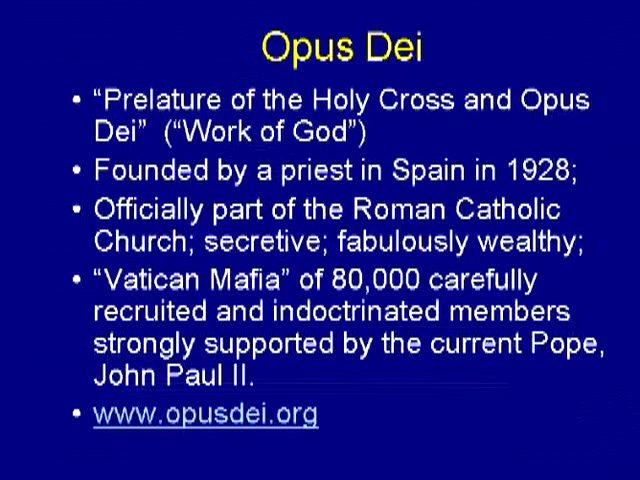 Opus Dei
• “Prelature of the Holy Cross and Opus
Dei”  (“Work of God”)
• Founded by a priest in Spain in 1928;
• Officially part of the Roman Catholic
Church; secretive; fabulously wealthy;
• “Vatican Mafia” of 80,000 carefully
recruited and indoctrinated members
strongly supported by the current Pope,
John Paul II.
• www.opusdei.org